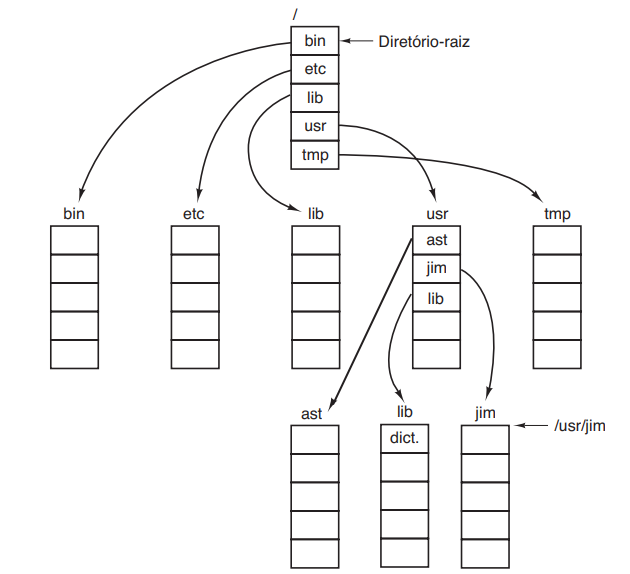 /
bin
Diretório-raiz
etc
lib
usr
tmp
bin
etc
lib
usr
tmp
ast
jim
lib
ast
lib
jim
dict.
/usr/jim